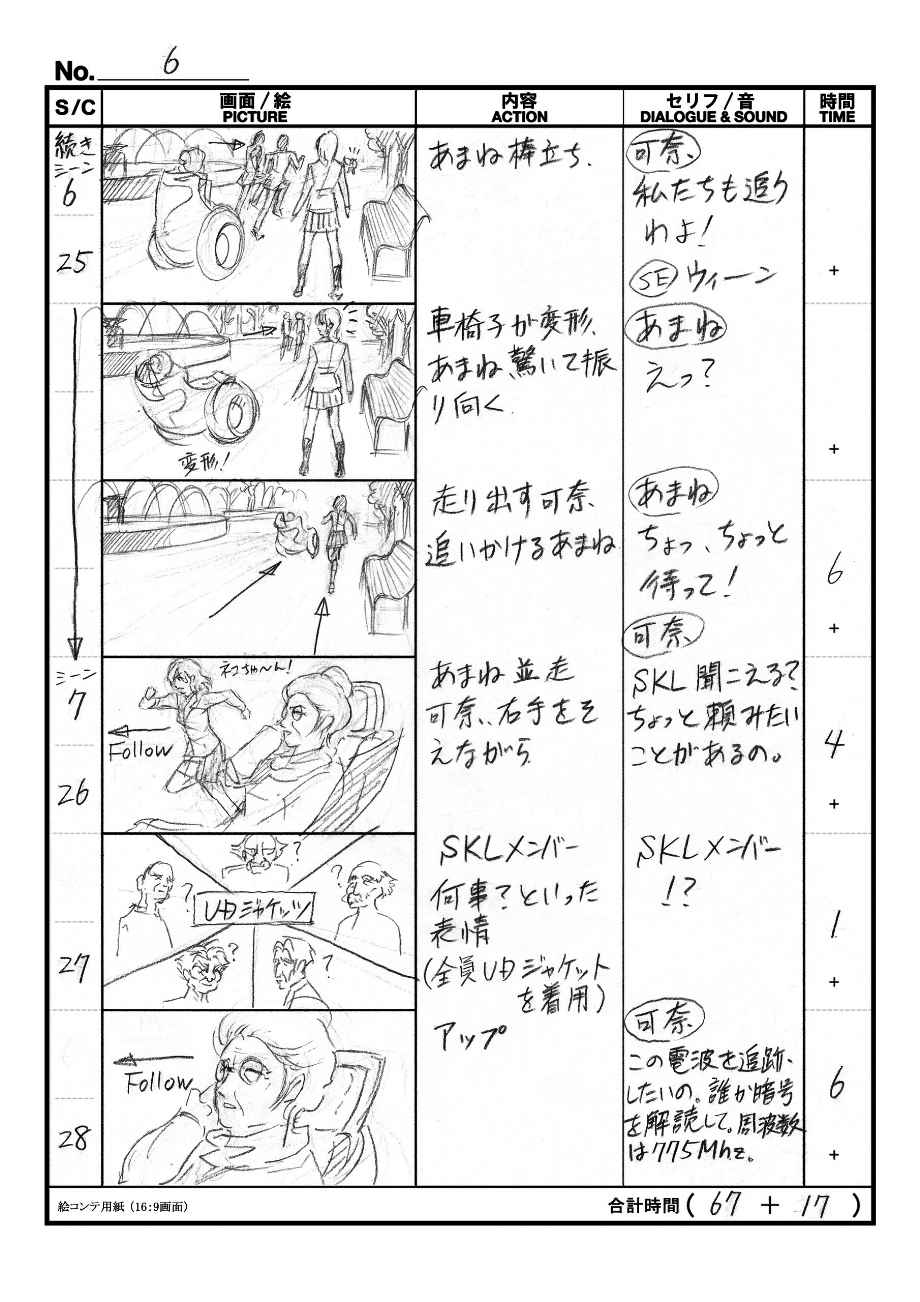 No. 6
S/C
画面/絵
PICTURE
内容
ACTION
セリフ/音
DIALOGUE & SOUND
時間
TIME
続き
シーン
6
25
あまね棒立ち、
可奈、
私たちも追う
わよ！
SE ウィーン
+
変形！
車椅子が変形、
あまね、驚いて振
り向く
あまね
えっ？
+
走り出す可奈、
追いかけるあまね
あまね
ちょっ、ちょっと
待って！
可奈、
6
+
シーン
7
26
ネコちゃ〜ん！
Follow
あまね並走
可奈、右手をそ
えながら
SKL聞こえる？
ちょっと頼みたい
ことがあるの。
4
+
27
?
?
?
?
?
UDジャケッツ
SKLメンバー
何事？といった
表情
(全員UDジャケット
を着用)
SKLメンバー
!?
1
+
28
Follow
アップ
可奈
この電波を追跡
したいの。誰か暗号
を解読して。周波数
は775Mhz。
6
+
絵コンテ用紙 (16:9画面)
合計時間 ( 67 + 17 )